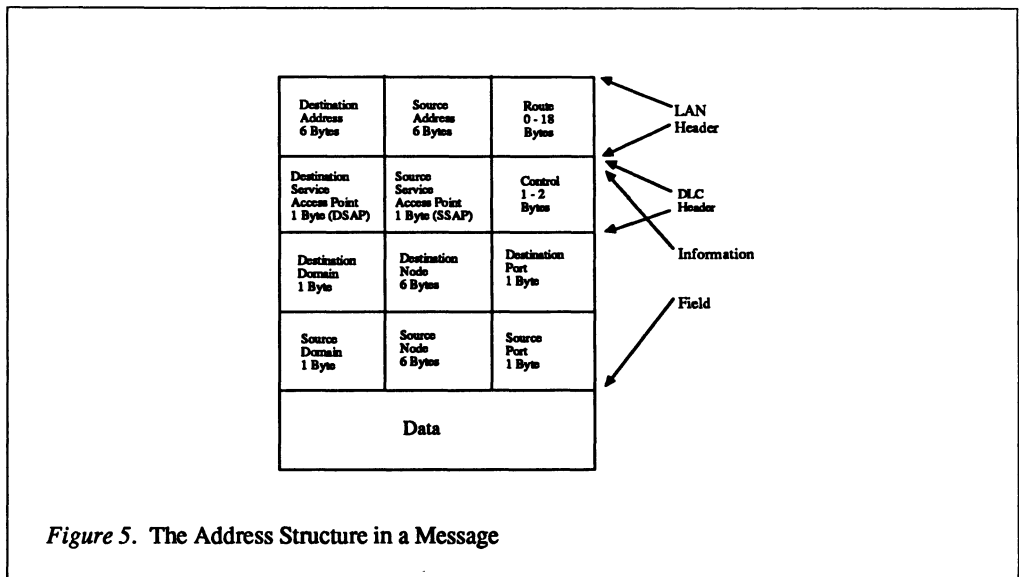 Destination
Address
6 Bytes
Source
Address
6 Bytes
Route
0 - 18
Bytes
LAN
Header
Destination
Service
Access Point
1 Byte (DSAP)
Source
Service
Access Point
1 Byte (SSAP)
Control
1 - 2
Bytes
DLC
Header
Destination
Domain
1 Byte
Destination
Node
6 Bytes
Destination
Port
1 Byte
Information
Field
Source
Domain
1 Byte
Source
Node
6 Bytes
Source
Port
1 Byte
Data
Figure 5. The Address Structure in a Message